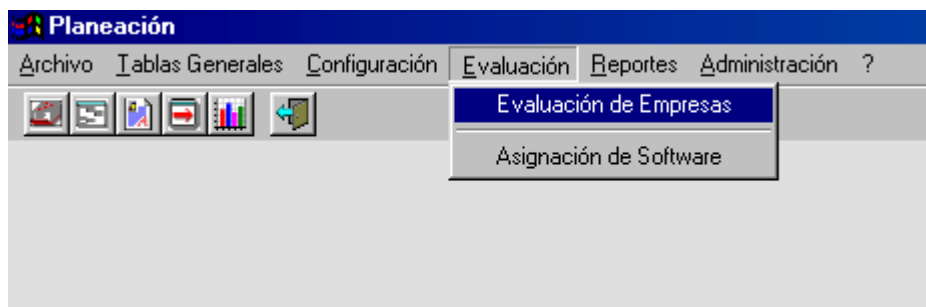 Planeación
Archivo Tablas Generales Configuración Evaluación Reportes Administración ?
Evaluación de Empresas
Asignación de Software